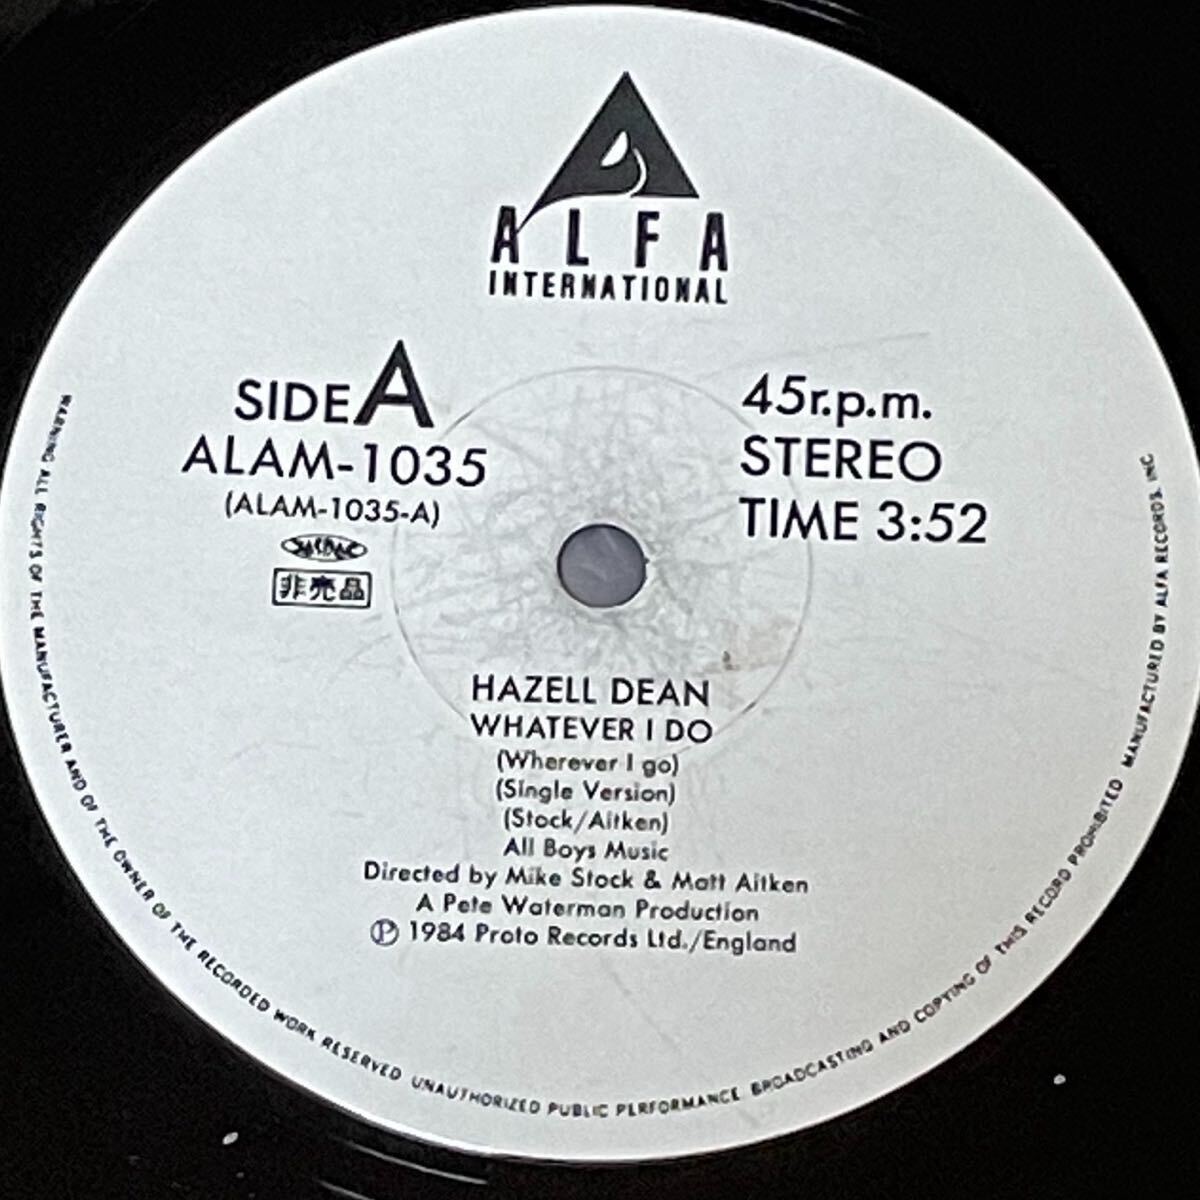 ALFA
INTERNATIONAL
SIDE A
ALAM-1035
(ALAM-1035-A)
非売品
45r.p.m.
STEREO
TIME 3:52
HAZELL DEAN
WHATEVER I DO
(Wherever I go)
(Single Version)
(Stock/Aitken)
All Boys Music
Directed by Mike Stock & Matt Aitken
A Pete Waterman Production
Ⓟ 1984 Proto Records Ltd./England
WARNING ALL RIGHTS OF THE MANUFACTURER AND OF THE OWNER OF THE RECORDED WORK RESERVED UNAUTHORIZED PUBLIC PERFORMANCE BROADCASTING AND COPYING OF THIS RECORD PROHIBITED MANUFACTURED BY ALFA RECORDS, INC